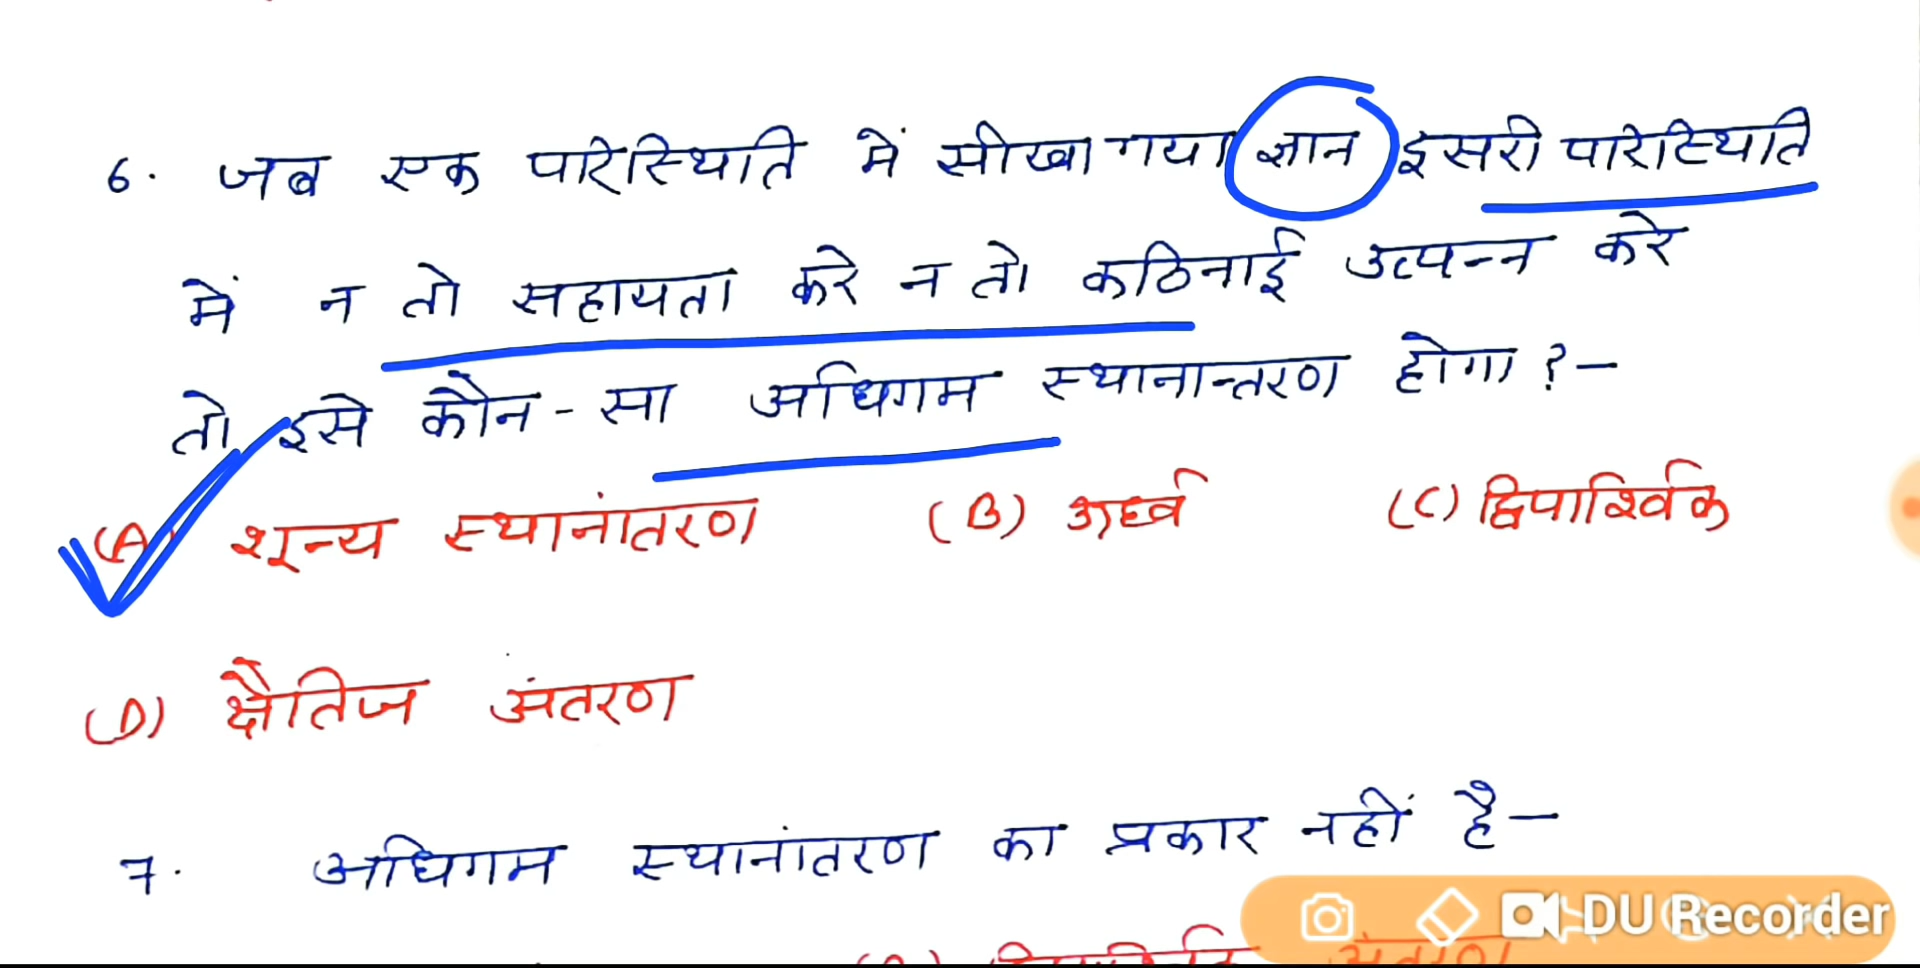 6. जब एक परिस्थिति में सीखा गया ज्ञान दूसरी परिस्थिति
में न तो सहायता करे न तो कठिनाई उत्पन्न करे
तो इसे कौन-सा अधिगम स्थानान्तरण होगा?-
(A) शून्य स्थानांतरण (B) ऊर्ध्व (C) द्विपार्श्विक
(D) क्षैतिज अंतरण
7. अधिगम स्थानांतरण का प्रकार नहीं है-
DU Recorder